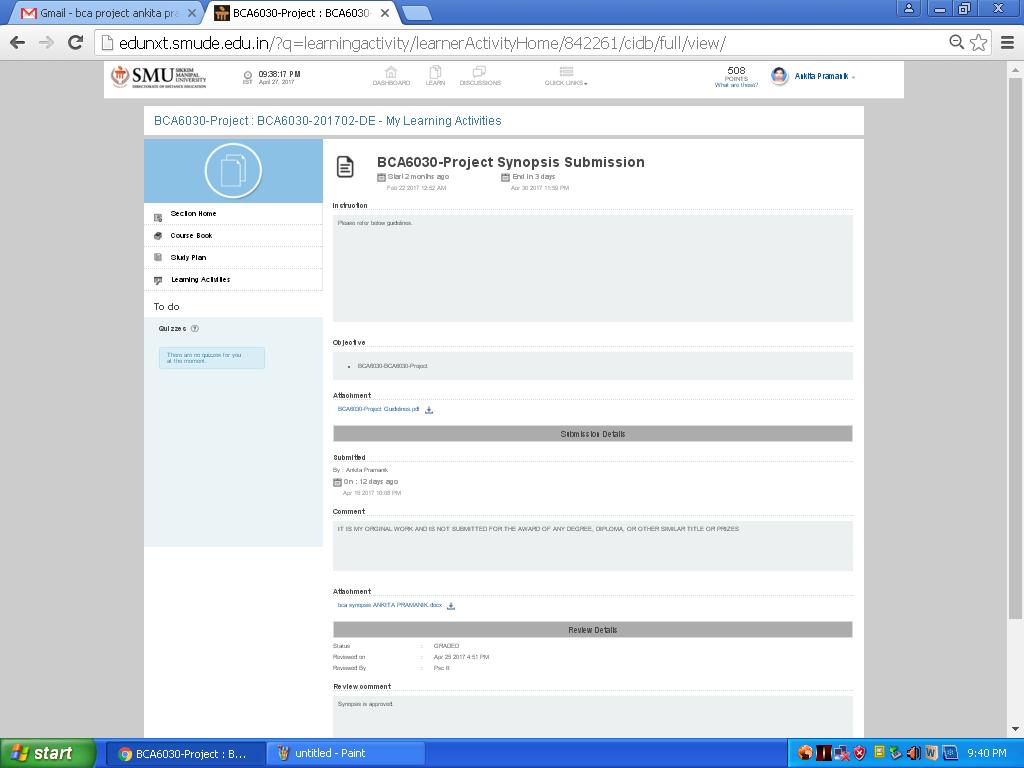 Gmail - bca project ankita pra
BCA6030-Project : BCA6030-
edunxt.smude.edu.in/?q=learningactivity/learnerActivityHome/842261/cidb/full/view/
SMU SIKKIM MANIPAL UNIVERSITY
DIRECTORATE OF DISTANCE EDUCATION
IST
09:38:17 PM
April 27, 2017
DASHBOARD
LEARN
DISCUSSIONS
QUICK LINKS
508
POINTS
What are these?
Ankita Pramanik
BCA6030-Project : BCA6030-201702-DE - My Learning Activities
Section Home
Course Book
Study Plan
Learning Activities
To do
Quizzes ?
There are no quizzes for you
at the moment.
BCA6030-Project Synopsis Submission
Start 2 months ago
End in 3 days
Feb 22 2017 12:52 AM
Apr 30 2017 11:59 PM
Instruction
Please refer below guidelines.
Objective
• BCA6030-BCA6030-Project
Attachment
BCA6030-Project Guidelines.pdf
Submission Details
Submitted
By : Ankita Pramanik
On : 12 days ago
Apr 15 2017 10:08 PM
Comment
IT IS MY ORGINAL WORK AND IS NOT SUBMITTED FOR THE AWARD OF ANY DEGREE, DIPLOMA, OR OTHER SIMILAR TITLE OR PRIZES
Attachment
bca synopsis ANKITA PRAMANIK.docx
Review Details
Status : GRADED
Reviewed on : Apr 25 2017 4:51 PM
Reviewed By :
Review comment
Synopsis is approved.
start
BCA6030-Project : B...
untitled - Paint
9:40 PM